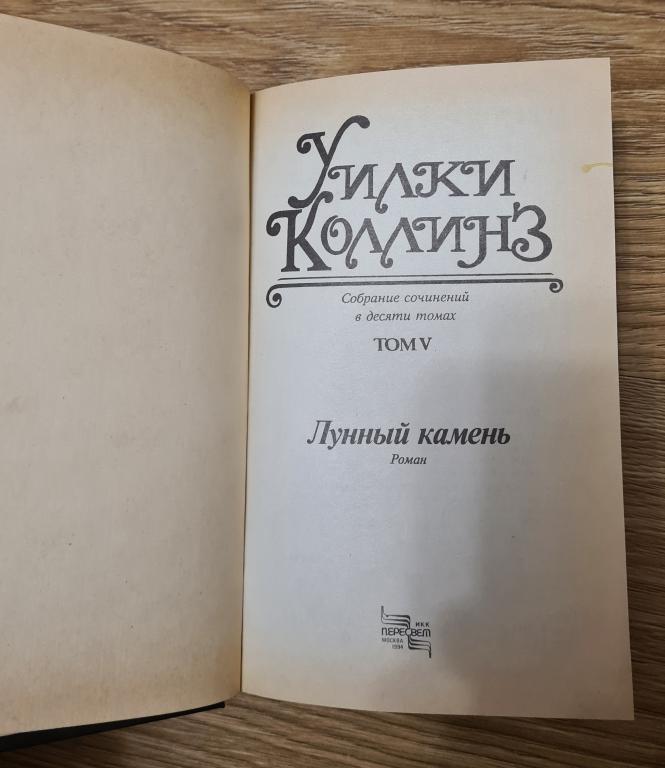 Уилки
Коллинз
Собрание сочинений
в десяти томах
ТОМ V
Лунный камень
Роман
ИКК
ПЕРЕСВЕТ
МОСКВА
1994